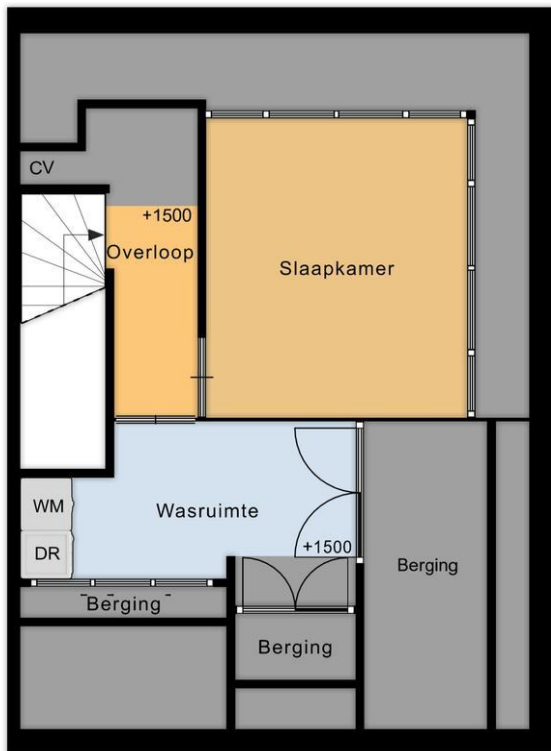 CV
+1500
Overloop
Slaapkamer
WM
Wasruimte
DR
+1500
Berging
Berging
Berging